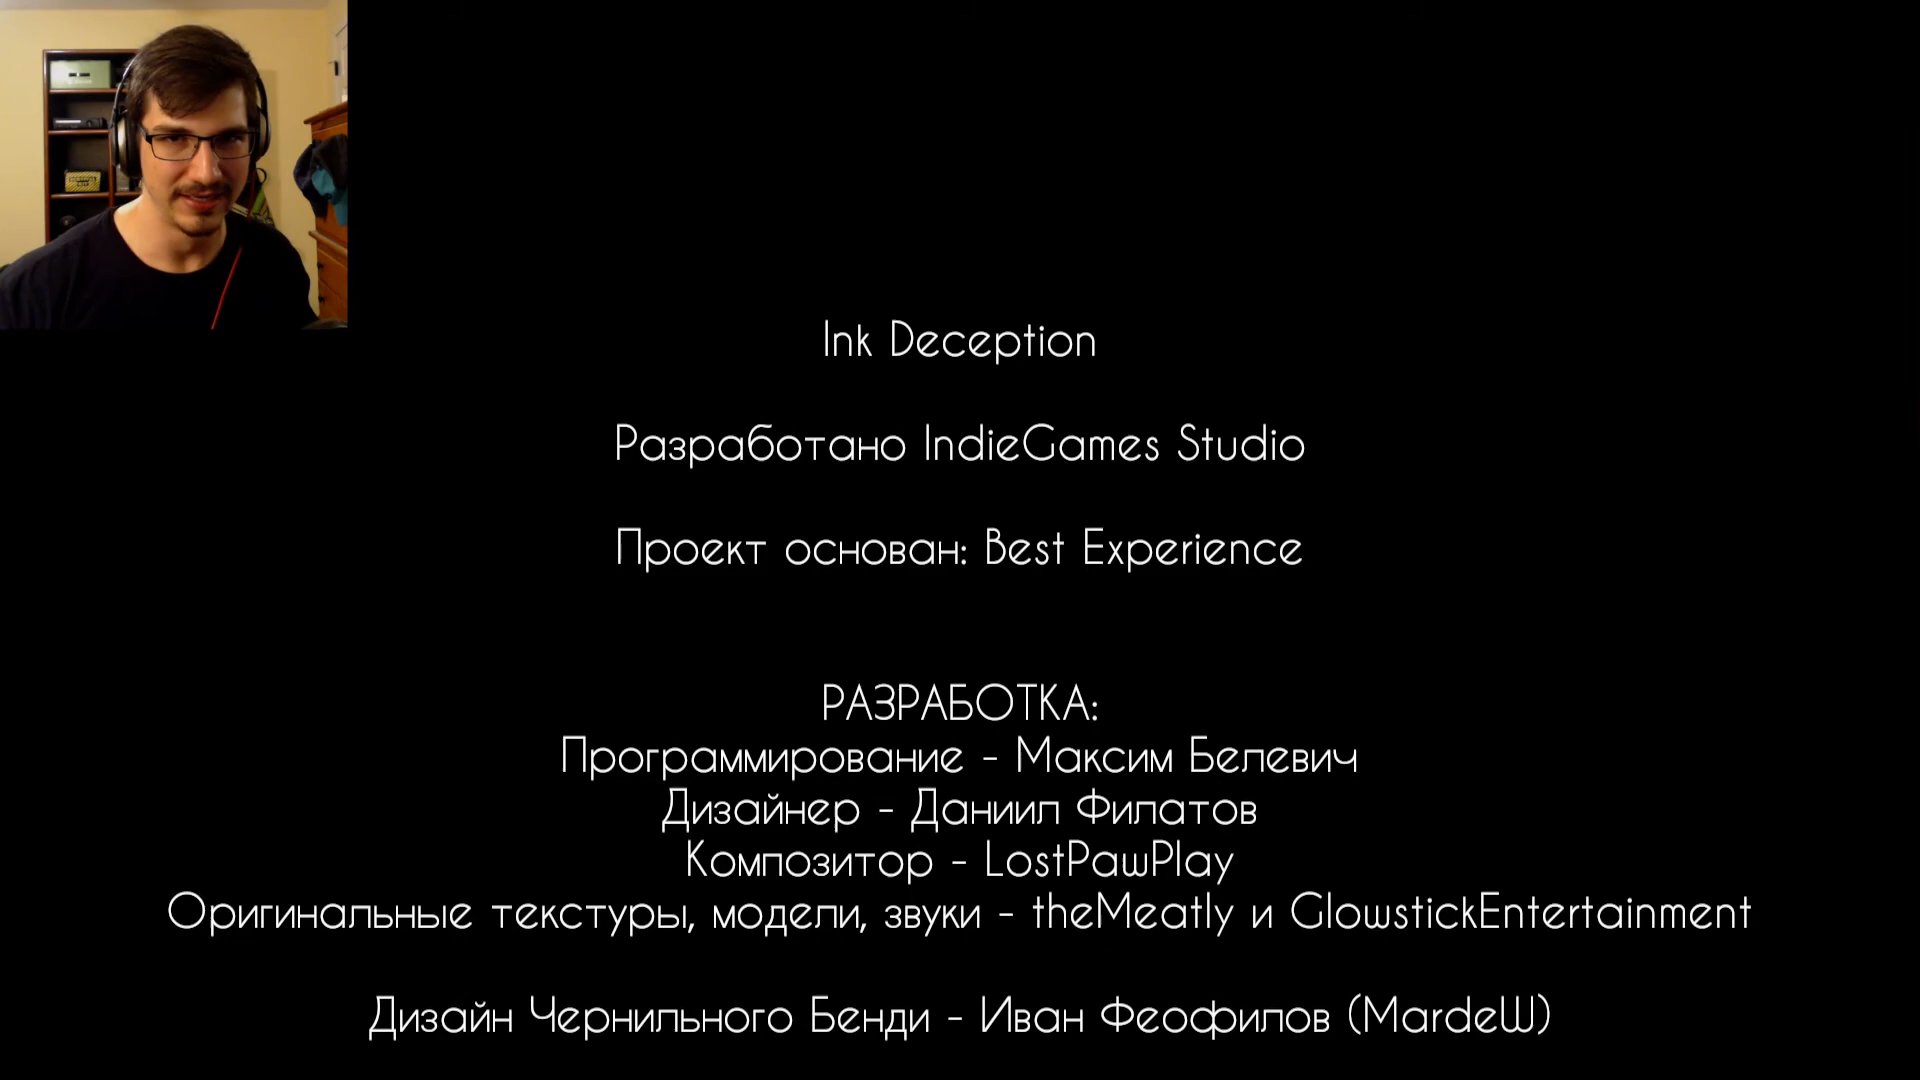 Ink Deception
Разработано IndieGames Studio
Проект основан: Best Experience
РАЗРАБОТКА:
Программирование - Максим Белевич
Дизайнер - Даниил Филатов
Композитор - LostPawPlay
Оригинальные текстуры, модели, звуки - theMeatly и GlowstickEntertainment
Дизайн Чернильного Бенди - Иван Феофилов (MardeW)